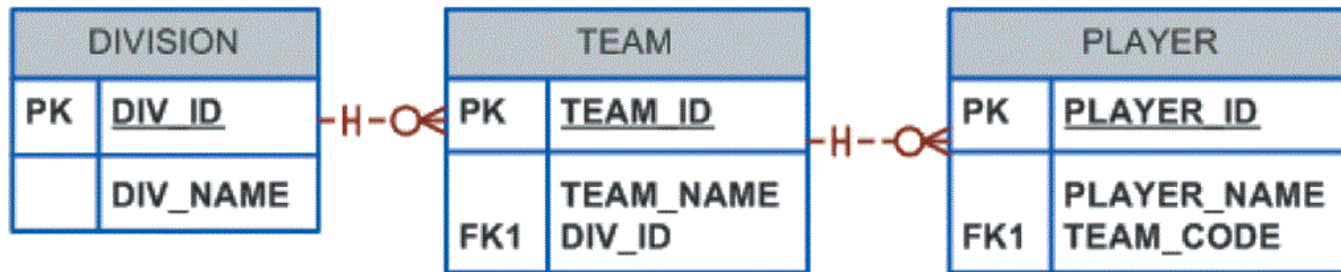 DIVISION
PK DIV_ID
DIV_NAME
TEAM
PK TEAM_ID
TEAM_NAME
FK1 DIV_ID
PLAYER
PK PLAYER_ID
PLAYER_NAME
FK1 TEAM_CODE